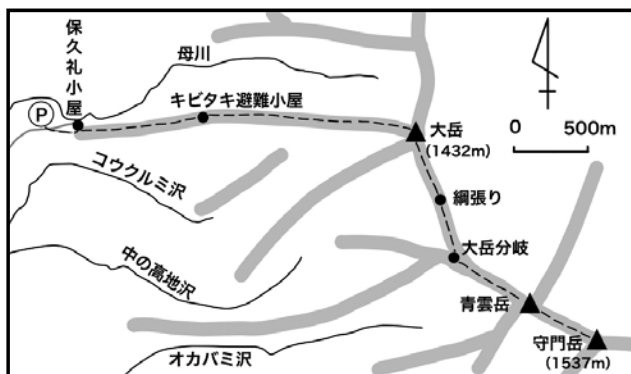 保久礼小屋
P
母川
キビタキ避難小屋
大岳
(1432m)
0 500m
コウクルミ沢
綱張り
大岳分岐
中の高地沢
青雲岳
守門岳
(1537m)
オカバミ沢